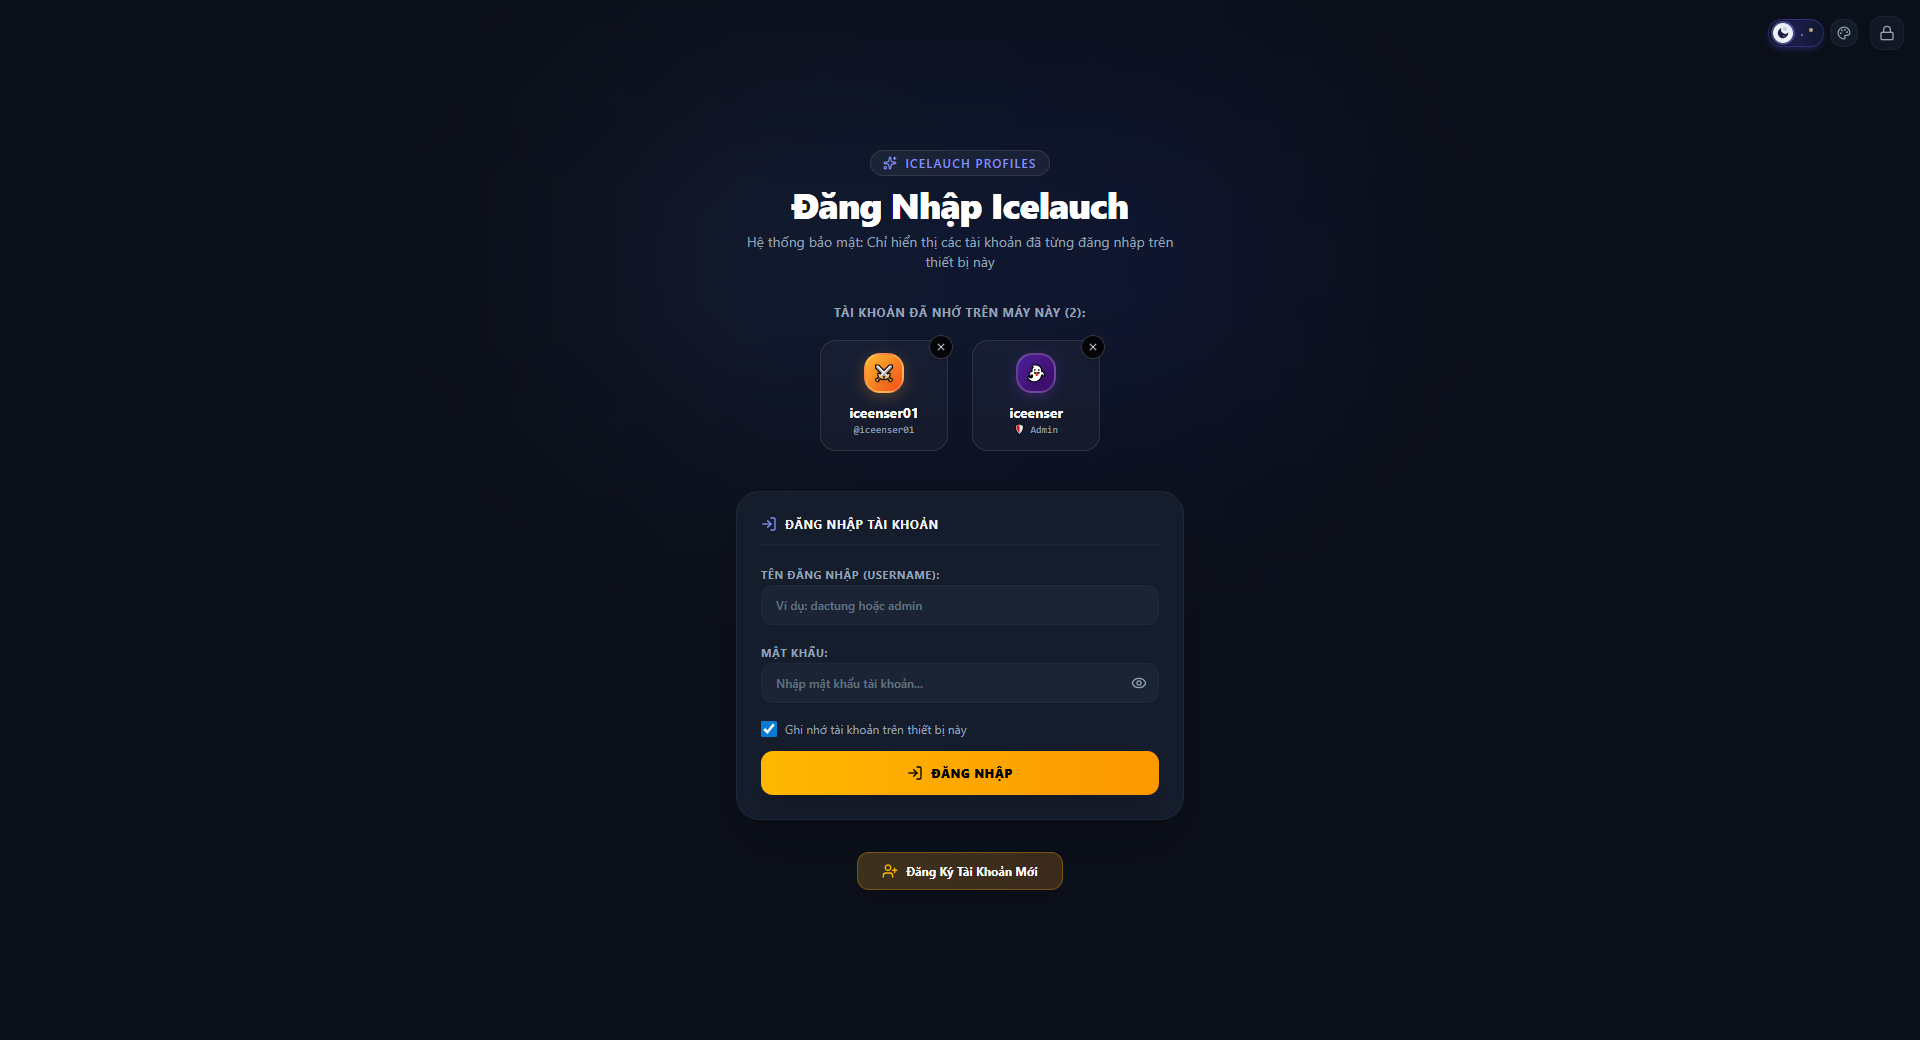 ICELAUCH PROFILES
Đăng Nhập Icelauch
Hệ thống bảo mật: Chỉ hiển thị các tài khoản đã từng đăng nhập trên
thiết bị này
TÀI KHOẢN ĐÃ NHỚ TRÊN MÁY NÀY (2):
iceenser01
@iceenser01
iceenser
Admin
ĐĂNG NHẬP TÀI KHOẢN
TÊN ĐĂNG NHẬP (USERNAME):
Ví dụ: dactung hoặc admin
MẬT KHẨU:
Nhập mật khẩu tài khoản...
Ghi nhớ tài khoản trên thiết bị này
ĐĂNG NHẬP
Đăng Ký Tài Khoản Mới